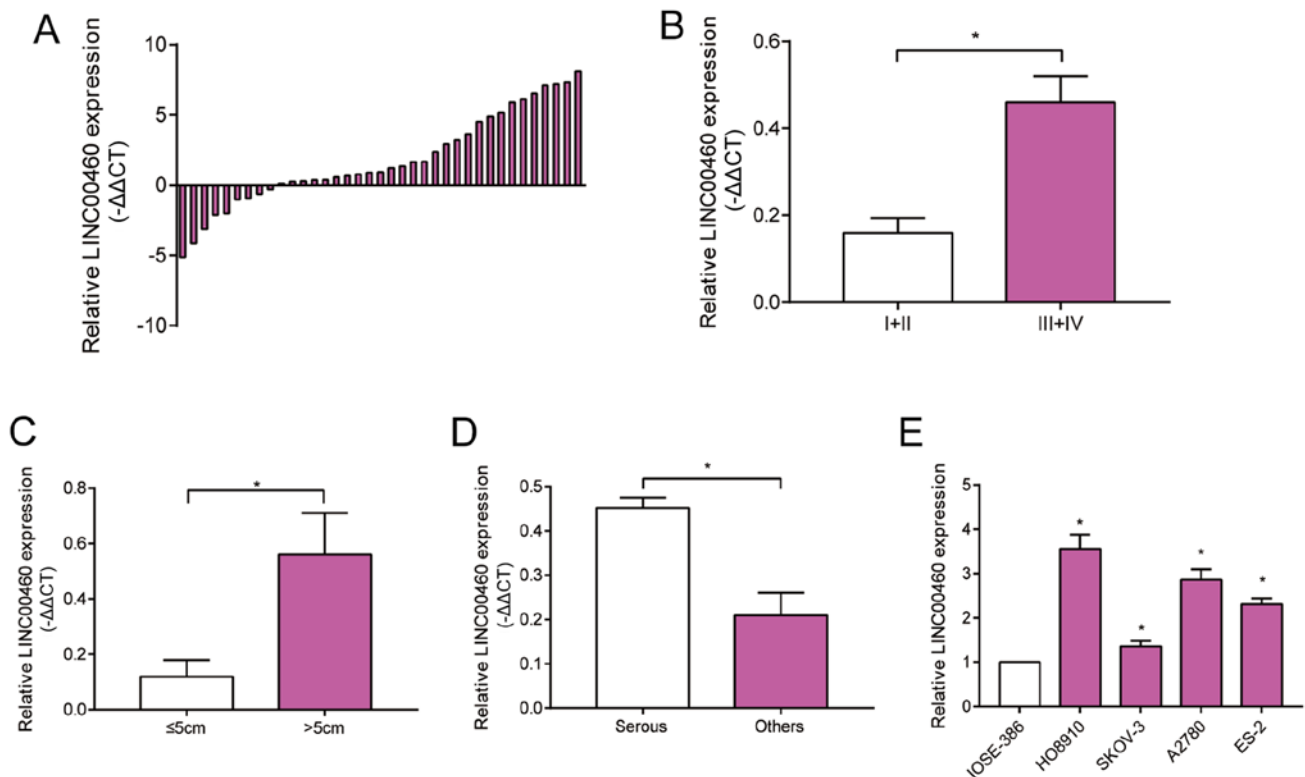 A
Relative LINC00460 expression
(-ΔΔCT)
10
5
0
-5
-10
B
Relative LINC00460 expression
(-ΔΔCT)
0.6
0.4
0.2
0.0
*
I+II
III+IV
C
Relative LINC00460 expression
(-ΔΔCT)
0.8
0.6
0.4
0.2
0.0
*
≤5cm
>5cm
D
Relative LINC00460 expression
(-ΔΔCT)
0.5
0.4
0.3
0.2
0.1
0.0
*
Serous
Others
E
Relative LINC00460 expression
5
4
3
2
1
0
*
*
*
*
IOSE-386
HO8910
SKOV-3
A2780
ES-2